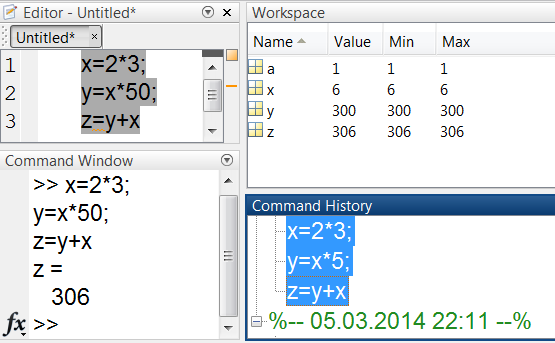 Editor - Untitled*
Untitled*
1 x=2*3;
2 y=x*50;
3 z=y+x
Command Window
>> x=2*3;
y=x*50;
z=y+x
z =
306
fx >>
Workspace
Name Value Min Max
a 1 1 1
x 6 6 6
y 300 300 300
z 306 306 306
Command History
x=2*3;
y=x*5;
z=y+x
%-- 05.03.2014 22:11 --%